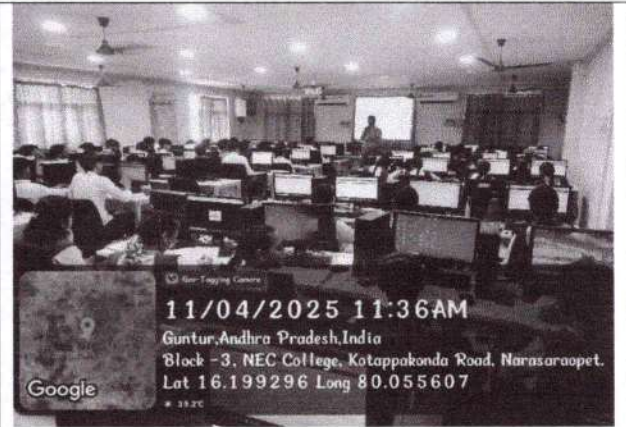 Geo-Tagging Camera
11/04/2025 11:36AM
Guntur,Andhra Pradesh,India
Block -3, NEC College, Kotappakonda Road, Narasaraopet.
Lat 16.199296 Long 80.055607
Google